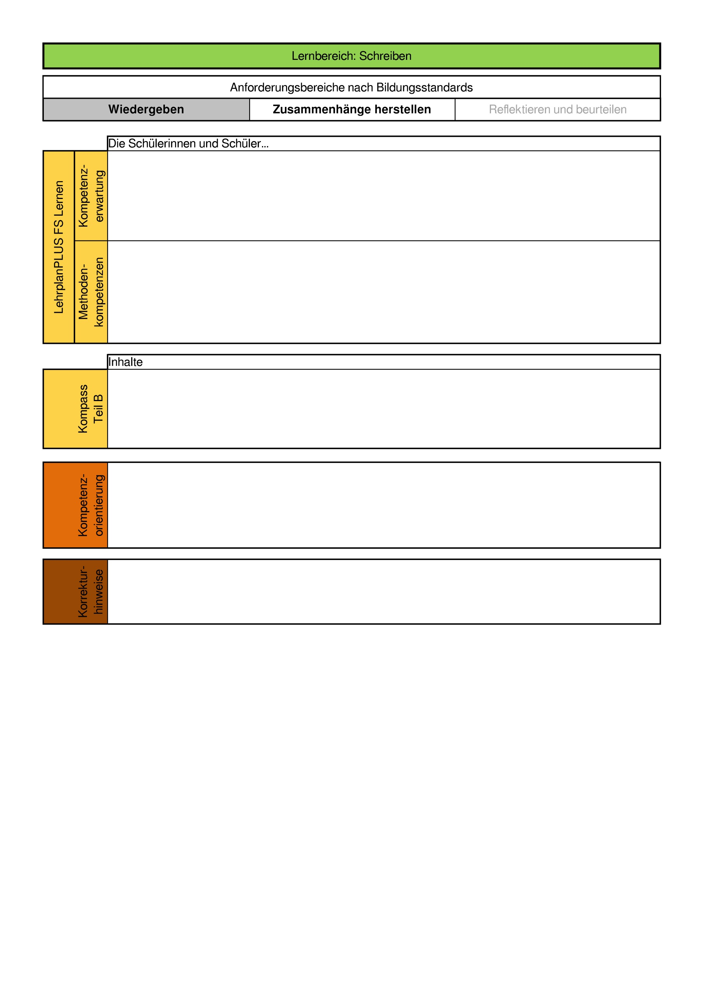 Lernbereich: Schreiben
Anforderungsbereiche nach Bildungsstandards
Wiedergeben Zusammenhänge herstellen Reflektieren und beurteilen
Die Schülerinnen und Schüler...
LehrplanPLUS FS Lernen
Kompetenz-
erwartung
Methoden-
kompetenzen
Inhalte
Kompass
Teil B
Kompetenz-
orientierung
Korrektur-
hinweise